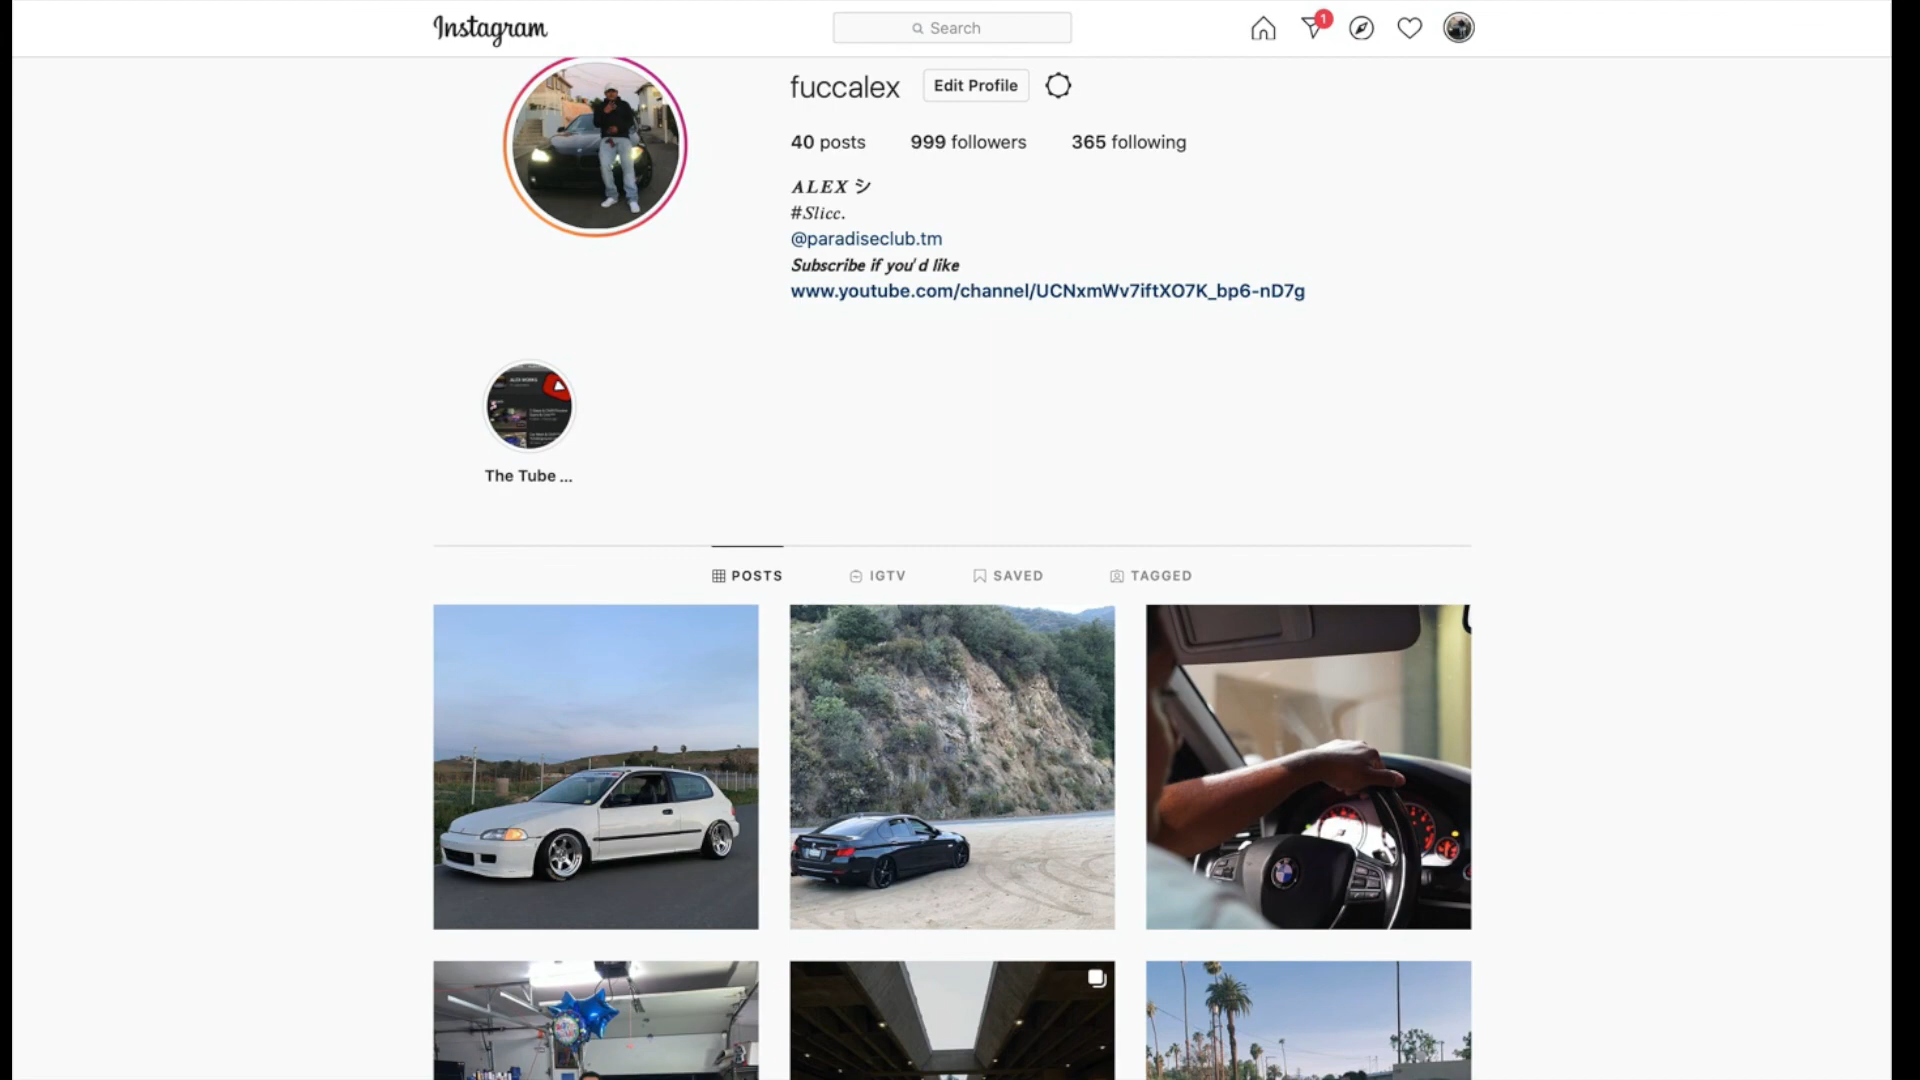 Instagram
Search
1
fuccalex Edit Profile
40 posts 999 followers 365 following
ALEX シ
#Slicc.
@paradiseclub.tm
Subscribe if you'd like
www.youtube.com/channel/UCNxmWv7iftXO7K_bp6-nD7g
The Tube ...
POSTS IGTV SAVED TAGGED